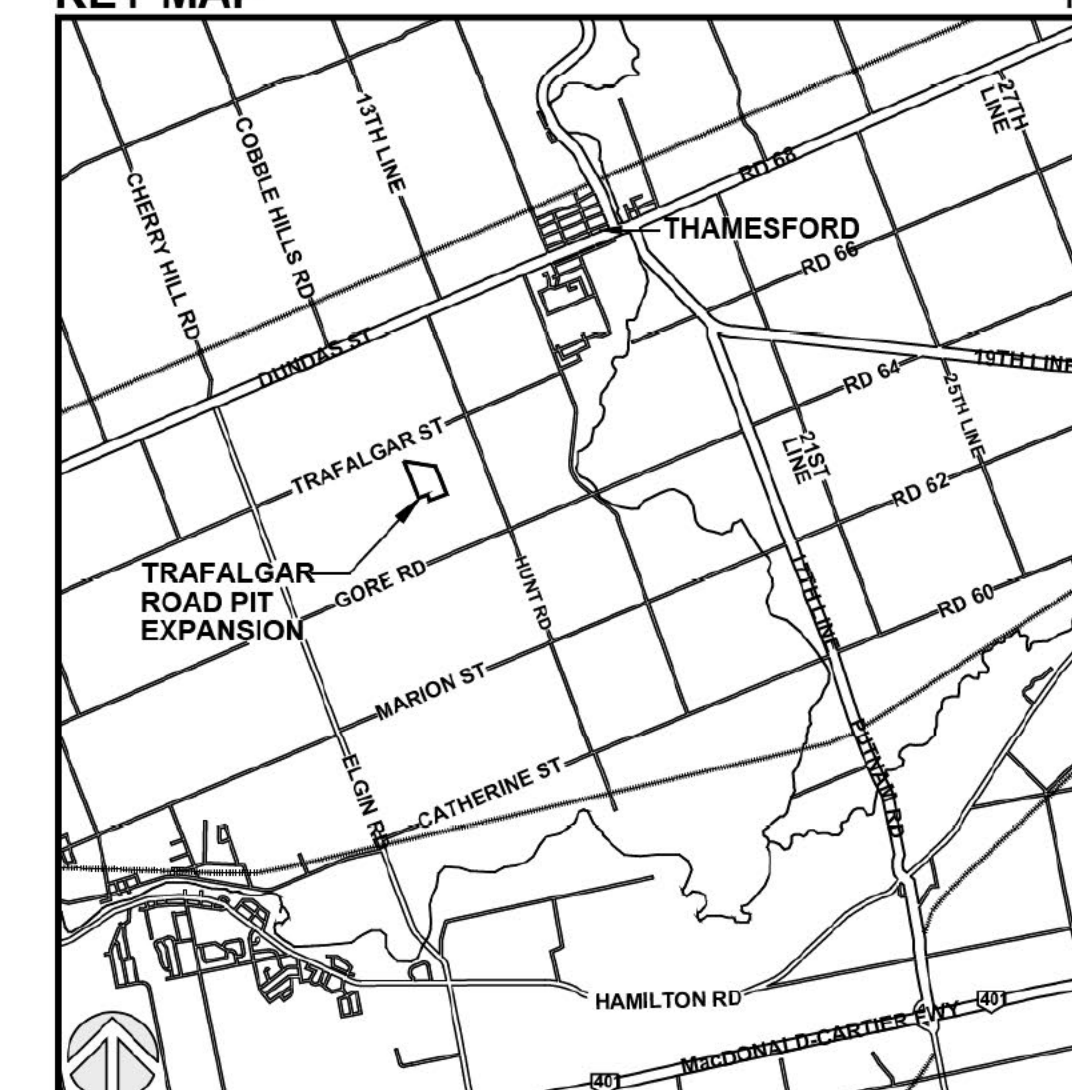 KEY MAP
13TH LINE
COBBLE HILLS RD
CHERRY HILL RD
27TH
LINE
RD 68
THAMESFORD
RD 66
DUNDAS ST
19TH LINE
RD 64
25TH LINE
TRAFALGAR ST
21ST
LINE
RD 62
TRAFALGAR
ROAD PIT
EXPANSION
GORE RD
HUNT RD
17TH LINE
RD 60
MARION ST
PUTNAM RD
ELGIN RD
CATHERINE ST
HAMILTON RD
401
MacDONALD-CARTIER FWY
401